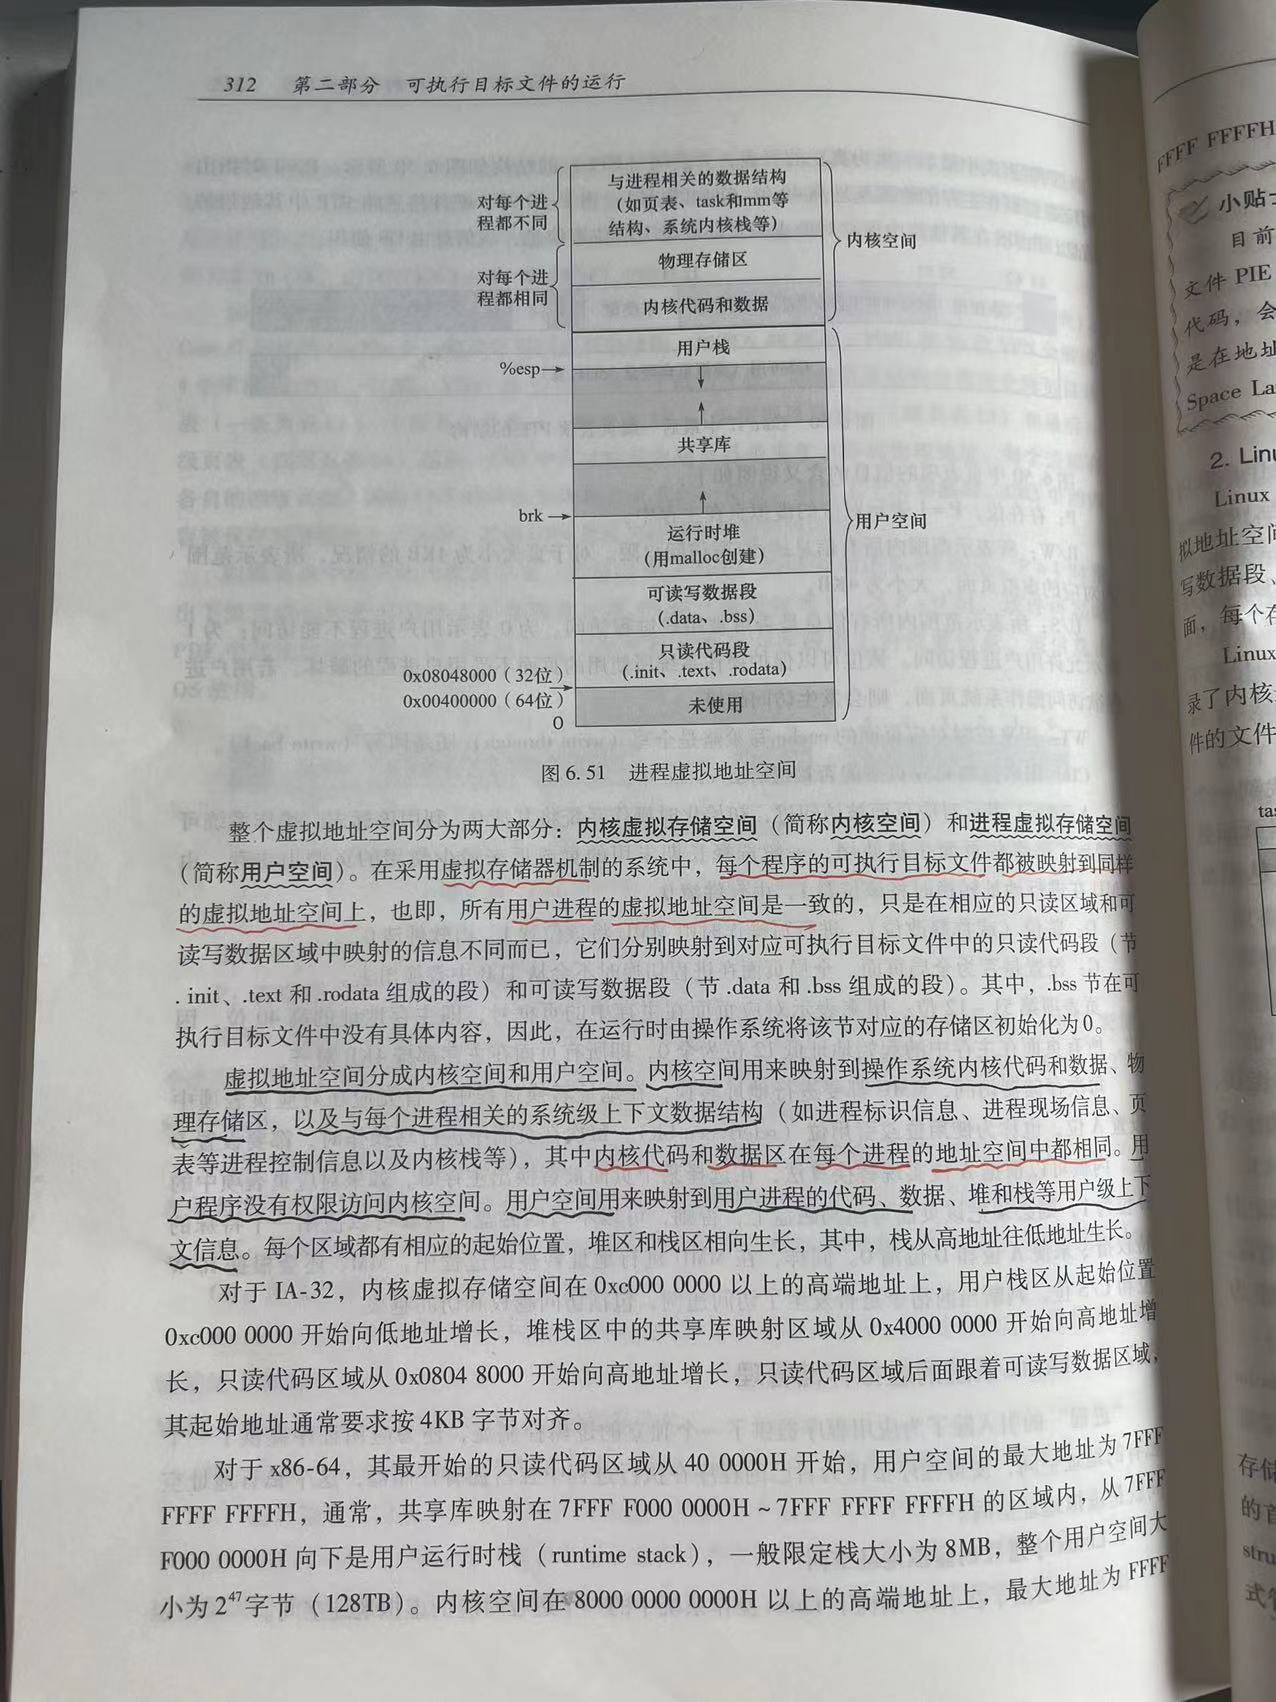 312 第二部分 可执行目标文件的运行
对每个进
程都不同
与进程相关的数据结构
(如页表、task和mm等
结构、系统内核栈等)
对每个进
程都相同
物理存储区
内核代码和数据
内核空间
用户栈
%esp
共享库
brk
运行时堆
(用malloc创建)
用户空间
可读写数据段
(.data、.bss)
只读代码段
(.init、.text、.rodata)
0x08048000(32位)
0x00400000(64位)
0
未使用
图 6.51 进程虚拟地址空间
整个虚拟地址空间分为两大部分：内核虚拟存储空间（简称内核空间）和进程虚拟存储空间
（简称用户空间）。在采用虚拟存储器机制的系统中，每个程序的可执行目标文件都被映射到同样
的虚拟地址空间上，也即，所有用户进程的虚拟地址空间是一致的，只是在相应的只读区域和可
读写数据区域中映射的信息不同而已，它们分别映射到对应可执行目标文件中的只读代码段（节
.init、.text 和 .rodata 组成的段）和可读写数据段（节 .data 和 .bss 组成的段）。其中，.bss 节在可
执行目标文件中没有具体内容，因此，在运行时由操作系统将该节对应的存储区初始化为0。
虚拟地址空间分成内核空间和用户空间。内核空间用来映射到操作系统内核代码和数据、物
理存储区，以及与每个进程相关的系统级上下文数据结构（如进程标识信息、进程现场信息、页
表等进程控制信息以及内核栈等），其中内核代码和数据区在每个进程的地址空间中都相同。用
户程序没有权限访问内核空间。用户空间用来映射到用户进程的代码、数据、堆和栈等用户级上下
文信息。每个区域都有相应的起始位置，堆区和栈区相向生长，其中，栈从高地址往低地址生长。
对于 IA-32，内核虚拟存储空间在 0xc000 0000 以上的高端地址上，用户栈区从起始位置
0xc000 0000 开始向低地址增长，堆栈区中的共享库映射区域从 0x4000 0000 开始向高地址增
长，只读代码区域从 0x0804 8000 开始向高地址增长，只读代码区域后面跟着可读写数据区域，
其起始地址通常要求按 4KB 字节对齐。
对于 x86-64，其最开始的只读代码区域从 40 0000H 开始，用户空间的最大地址为 7FFF
FFFF FFFFH，通常，共享库映射在 7FFF F000 0000H ~ 7FFF FFFF FFFFH 的区域内，从 7FFF
F000 0000H 向下是用户运行时栈（runtime stack），一般限定栈大小为 8MB，整个用户空间大
小为 2⁴⁷ 字节（128TB）。内核空间在 8000 0000 0000H 以上的高端地址上，最大地址为 FFFF
FFFF FFFFH
小贴
目前
文件 PIE
代码，会
是在地址
Space La
2. Linu
Linux
拟地址空间
写数据段、
面，每个存
Linux
录了内核
件的文件
存储
的首
stru